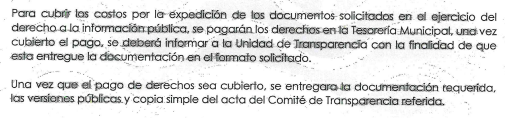 Para cubrir los costos por la expedición de los documentos solicitados en el ejercicio del
derecho a la información pública, se pagarán los derechos en la Tesorería Municipal, una vez
cubierto el pago, se deberá informar a la Unidad de Transparencia con la finalidad de que
esta entregue la documentación en el formato solicitado.
Una vez que el pago de derechos sea cubierto, se entregara la documentación requerida,
las versiones públicas y copia simple del acta del Comité de Transparencia referida.